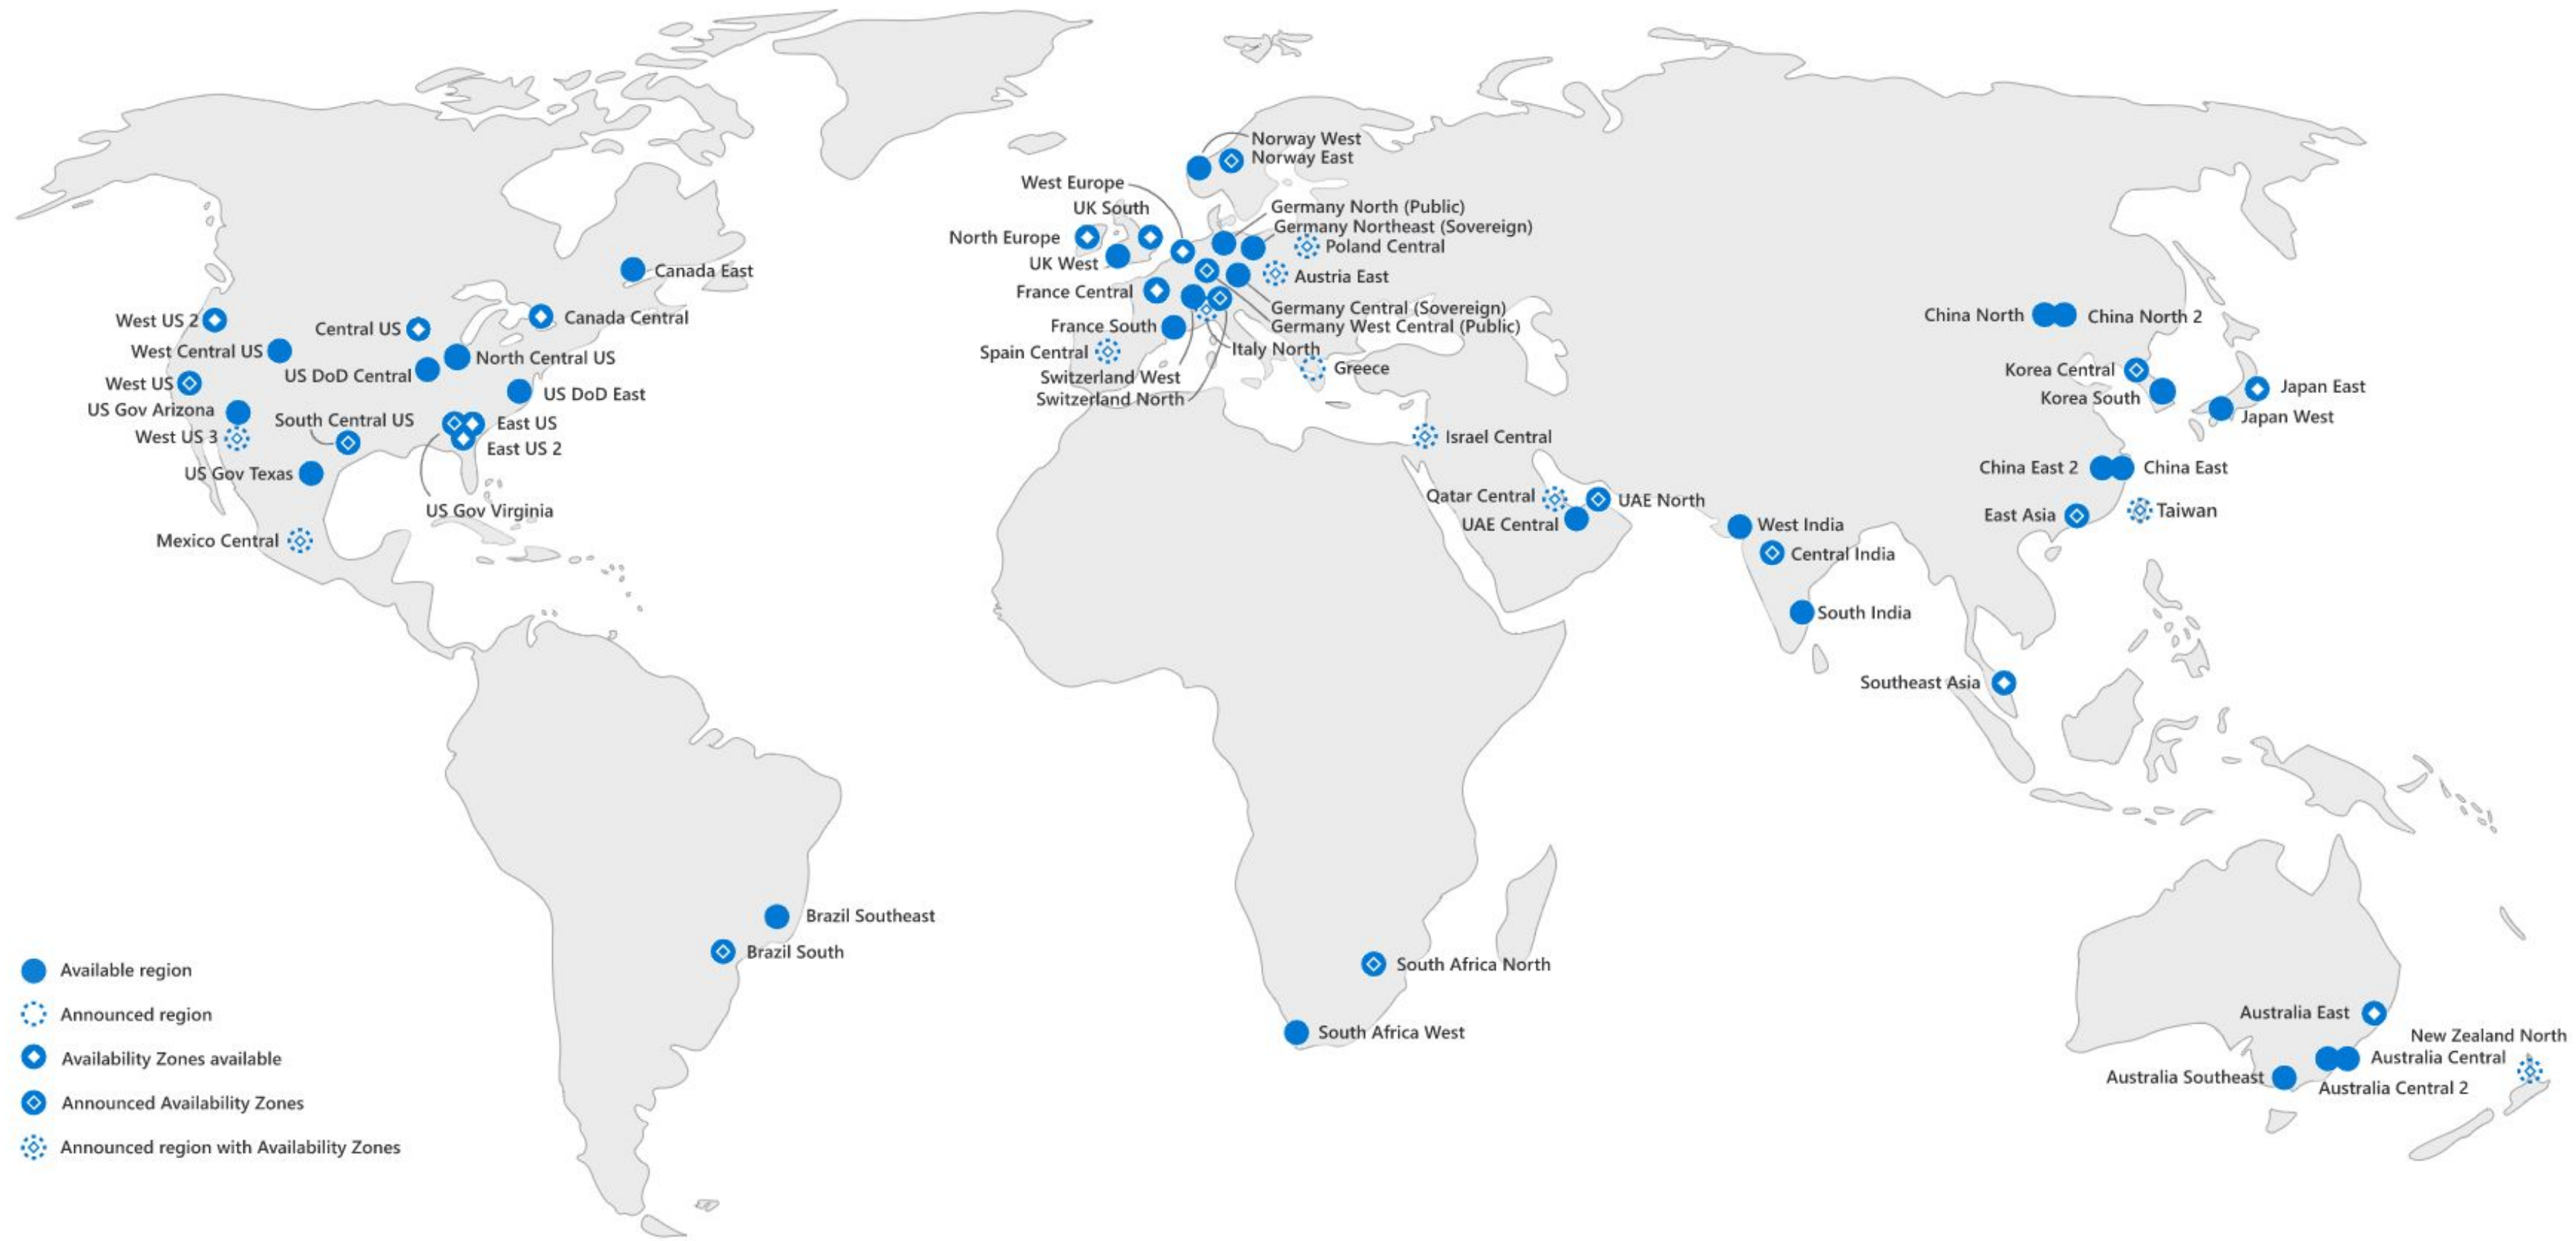 Norway West
Norway East
West Europe
UK South
North Europe
UK West
Germany North (Public)
Germany Northeast (Sovereign)
Poland Central
Austria East
France Central
Germany Central (Sovereign)
Germany West Central (Public)
France South
Italy North
Spain Central
Greece
Switzerland West
Switzerland North
Canada East
West US 2
Central US
Canada Central
West Central US
North Central US
US DoD Central
West US
US DoD East
US Gov Arizona
South Central US
East US
West US 3
East US 2
US Gov Texas
US Gov Virginia
Mexico Central
Israel Central
Qatar Central
UAE North
UAE Central
West India
Central India
South India
China North
China North 2
Korea Central
Korea South
Japan East
Japan West
China East 2
China East
East Asia
Taiwan
Southeast Asia
Brazil Southeast
Brazil South
South Africa North
South Africa West
Australia East
New Zealand North
Australia Central
Australia Southeast
Australia Central 2
Available region
Announced region
Availability Zones available
Announced Availability Zones
Announced region with Availability Zones